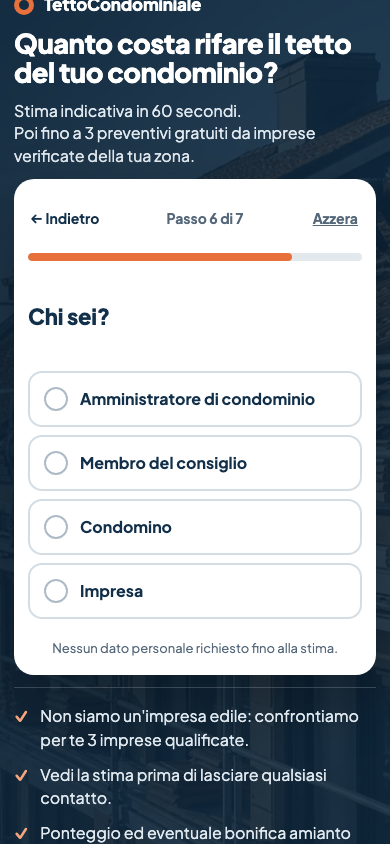 TettoCondominiale
Quanto costa rifare il tetto
del tuo condominio?
Stima indicativa in 60 secondi.
Poi fino a 3 preventivi gratuiti da imprese
verificate della tua zona.
← Indietro Passo 6 di 7 Azzera
Chi sei?
Amministratore di condominio
Membro del consiglio
Condomino
Impresa
Nessun dato personale richiesto fino alla stima.
Non siamo un'impresa edile: confrontiamo
per te 3 imprese qualificate.
Vedi la stima prima di lasciare qualsiasi
contatto.
Ponteggio ed eventuale bonifica amianto